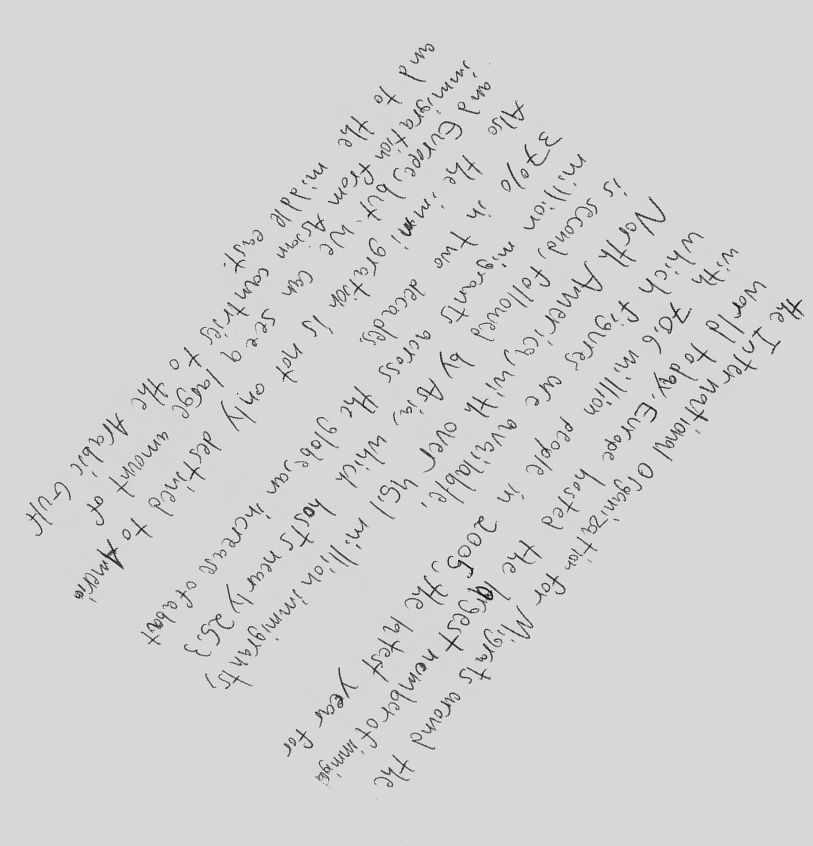 the International Organization for Migrats around the
world today. Europe hosted the largest number of immigr
with 70.6 million people in 2005, the latest year for
which figures are available;
North America, with over 45,1 million immigrants,
is second, followed by Asia, which hosts nearly 25.3
million migrants across the globe, an increase of about
37% in two decades.
Also the immigration is not only destined to Ameria
and Europe, but we can see a large amount of
immigration from Asian countries to the Arabic Gulf
and to the middle east.